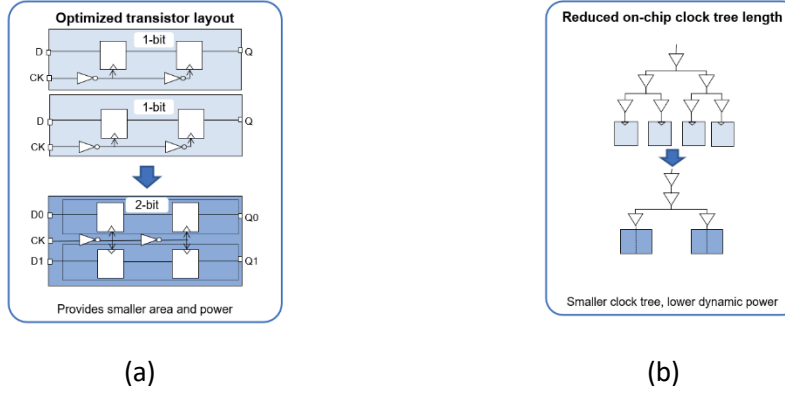 Optimized transistor layout
1-bit
D
Q
CK
1-bit
D
Q
CK
2-bit
D0
Q0
CK
D1
Q1
Provides smaller area and power
(a)
Reduced on-chip clock tree length
Smaller clock tree, lower dynamic power
(b)